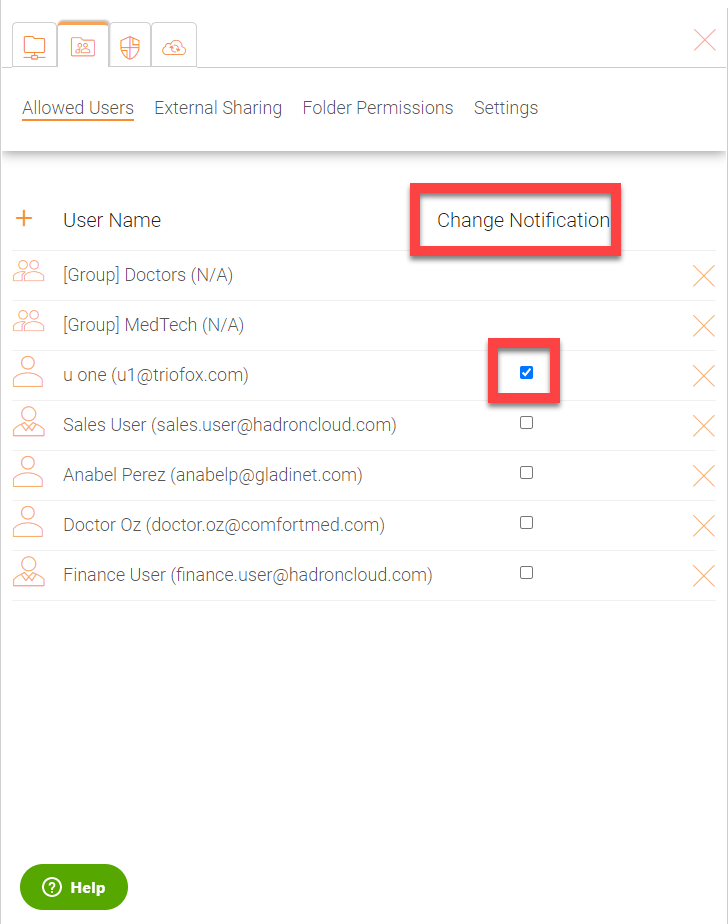 Allowed Users External Sharing Folder Permissions Settings
User Name Change Notification
[Group] Doctors (N/A)
[Group] MedTech (N/A)
u one (u1@triofox.com)
Sales User (sales.user@hadroncloud.com)
Anabel Perez (anabelp@gladinet.com)
Doctor Oz (doctor.oz@comfortmed.com)
Finance User (finance.user@hadroncloud.com)
Help